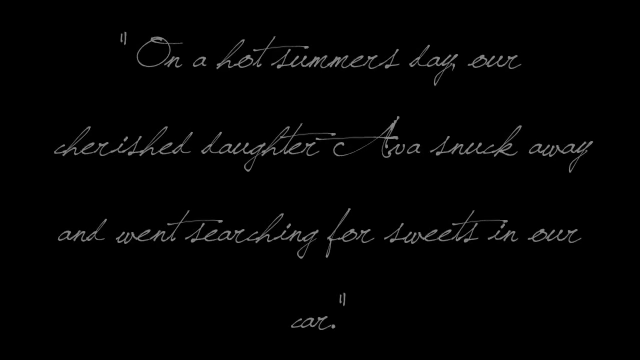 "On a hot summers day, our
cherished daughter Ava snuck away
and went searching for sweets in our
car."